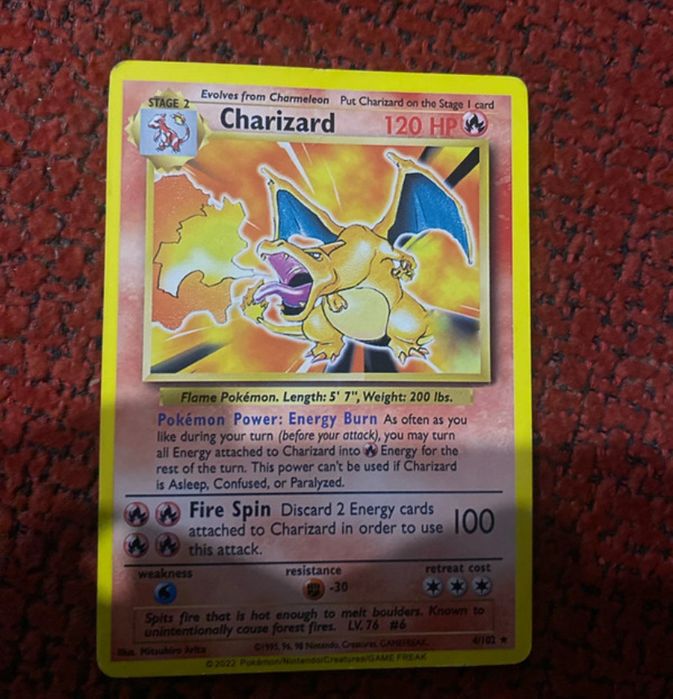 Evolves from Charmeleon Put Charizard on the Stage 1 card
STAGE 2
Charizard 120 HP
Flame Pokémon. Length: 5' 7", Weight: 200 lbs.
Pokémon Power: Energy Burn As often as you
like during your turn (before your attack), you may turn
all Energy attached to Charizard into Energy for the
rest of the turn. This power can't be used if Charizard
is Asleep, Confused, or Paralyzed.
Fire Spin Discard 2 Energy cards
attached to Charizard in order to use 100
this attack.
weakness resistance retreat cost
-30
Spits fire that is hot enough to melt boulders. Known to
unintentionally cause forest fires. LV. 76 #6
Illus. Mitsuhiro Arita ©1995, 96, 98 Nintendo, Creatures, GAMEFREAK. 4/102 ★
©2022 Pokémon/Nintendo/Creatures/GAME FREAK